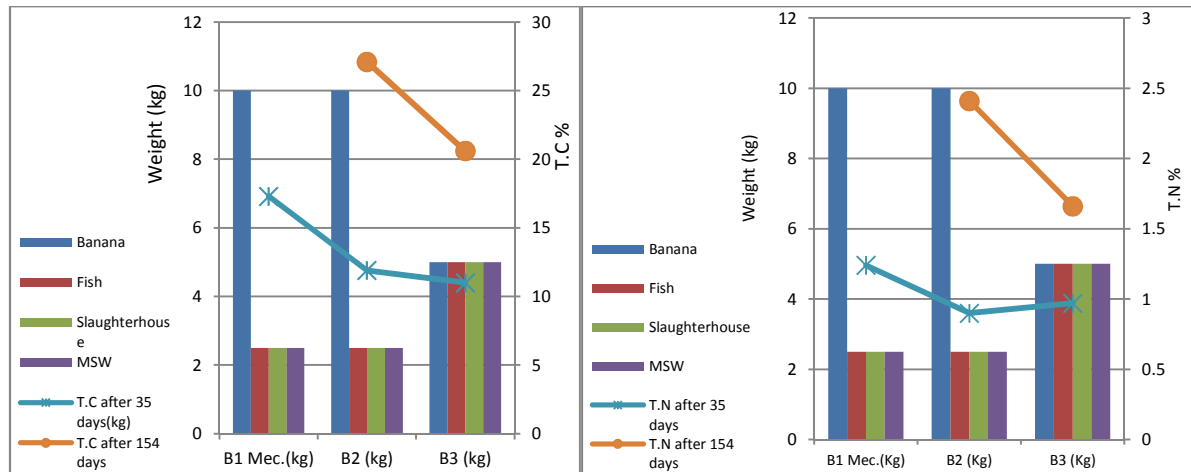 12
10
8
6
4
2
0
Weight (kg)
30
25
20
15
10
5
0
T.C %
Banana
Fish
Slaughterhous
e
MSW
T.C after 35
days(kg)
T.C after 154
days
B1 Mec.(kg) B2 (kg) B3 (kg)
12
10
8
6
4
2
0
Weight (kg)
3
2.5
2
1.5
1
0.5
0
T.N %
Banana
Fish
Slaughterhouse
MSW
T.N after 35
days
T.N after 154
days
B1 Mec.(kg) B2 (Kg) B3 (Kg)